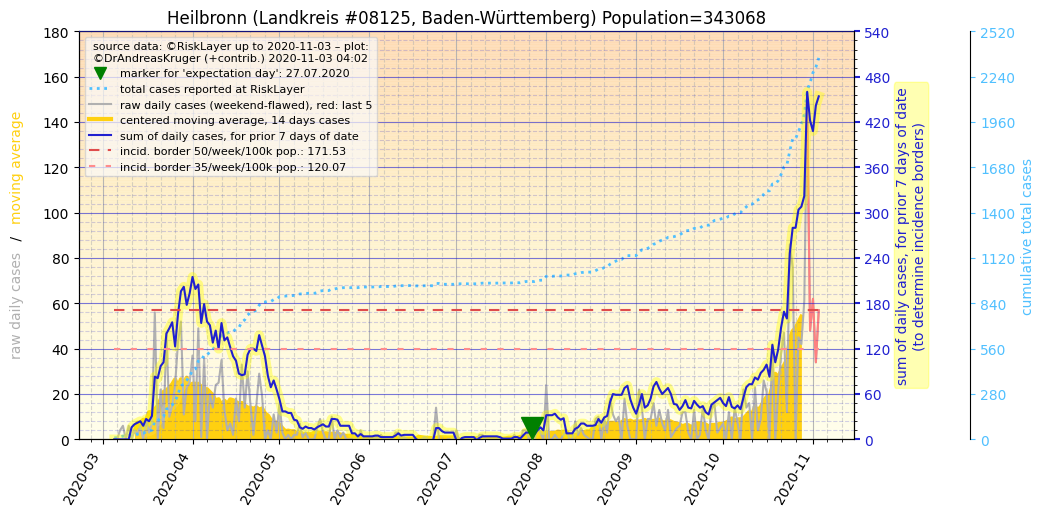 Heilbronn (Landkreis #08125, Baden-Württemberg) Population=343068
source data: ©RiskLayer up to 2020-11-03 – plot:
©DrAndreasKruger (+contrib.) 2020-11-03 04:02
marker for 'expectation day': 27.07.2020
total cases reported at RiskLayer
raw daily cases (weekend-flawed), red: last 5
centered moving average, 14 days cases
sum of daily cases, for prior 7 days of date
incid. border 50/week/100k pop.: 171.53
incid. border 35/week/100k pop.: 120.07
raw daily cases / moving average
180
160
140
120
100
80
60
40
20
0
540
480
420
360
300
240
180
120
60
0
sum of daily cases, for prior 7 days of date
(to determine incidence borders)
2520
2240
1960
1680
1400
1120
840
560
280
0
cumulative total cases
2020-03
2020-04
2020-05
2020-06
2020-07
2020-08
2020-09
2020-10
2020-11